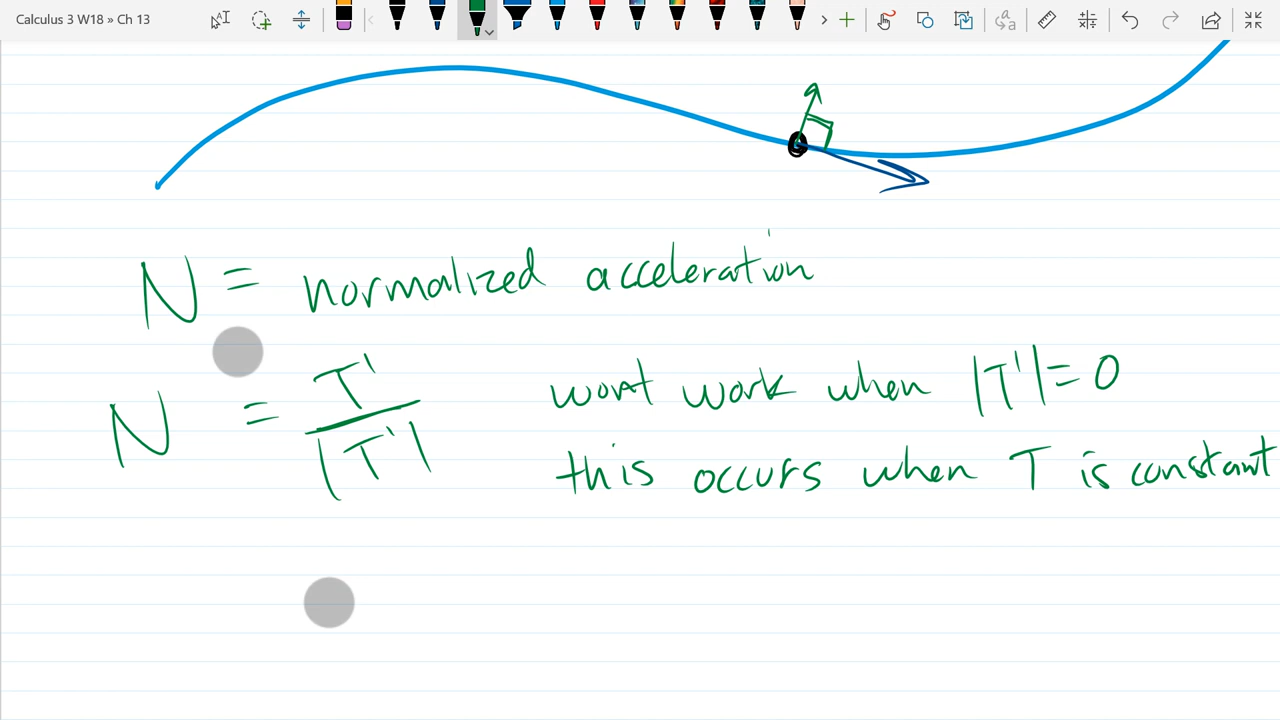 Calculus 3 W18 » Ch 13
N = normalized acceleration
N = T' / |T'|
wont work when |T'| = 0
this occurs when T is constant